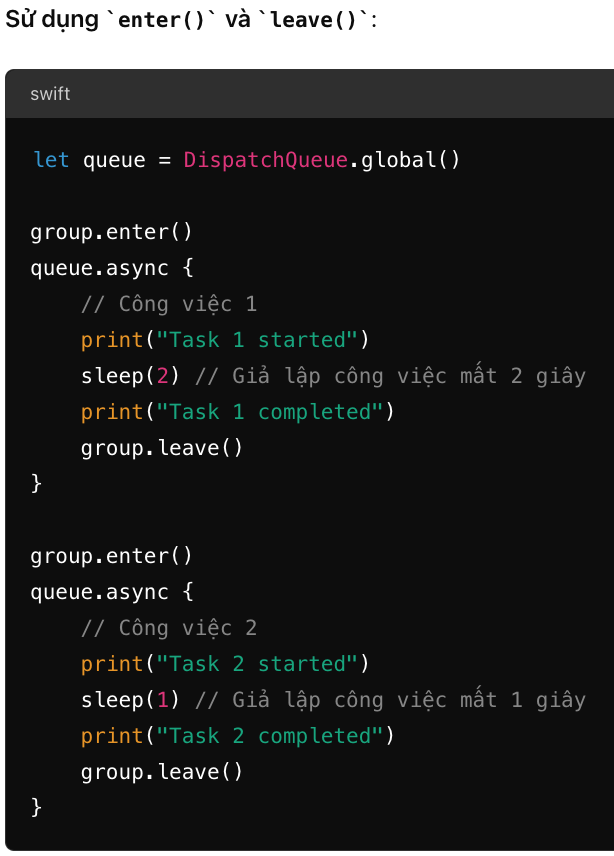 Sử dụng `enter()` và `leave()`:
swift
let queue = DispatchQueue.global()
group.enter()
queue.async {
    // Công việc 1
    print("Task 1 started")
    sleep(2) // Giả lập công việc mất 2 giây
    print("Task 1 completed")
    group.leave()
}
group.enter()
queue.async {
    // Công việc 2
    print("Task 2 started")
    sleep(1) // Giả lập công việc mất 1 giây
    print("Task 2 completed")
    group.leave()
}